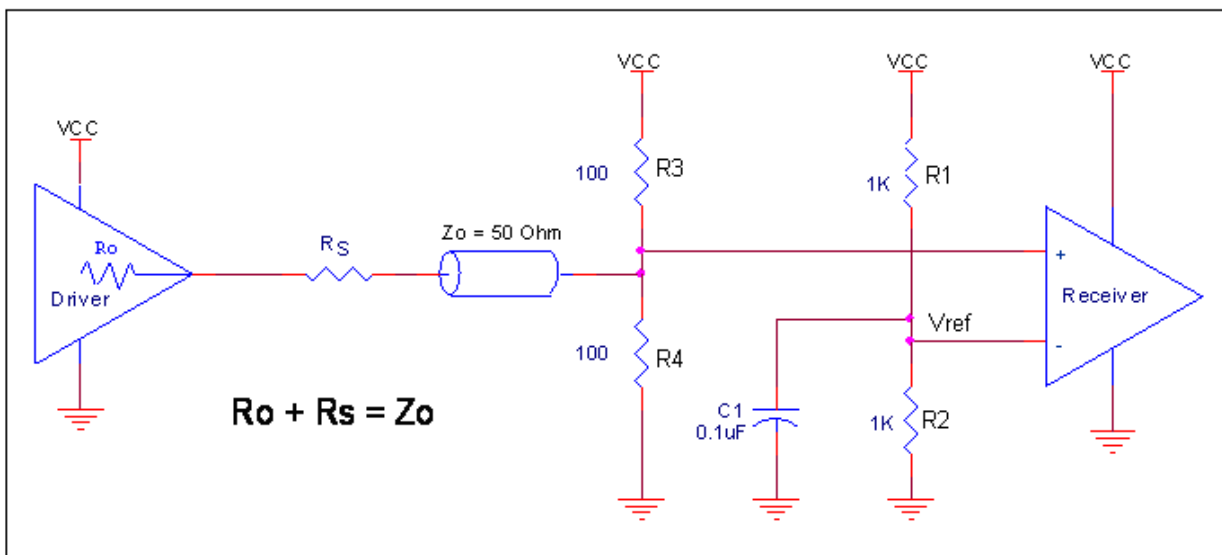 VCC
VCC
VCC
VCC
R3
100
R1
1K
Ro
Rs
Zo = 50 Ohm
+
Driver
Receiver
Vref
-
100
R4
Ro + Rs = Zo
C1
0.1uF
1K
R2